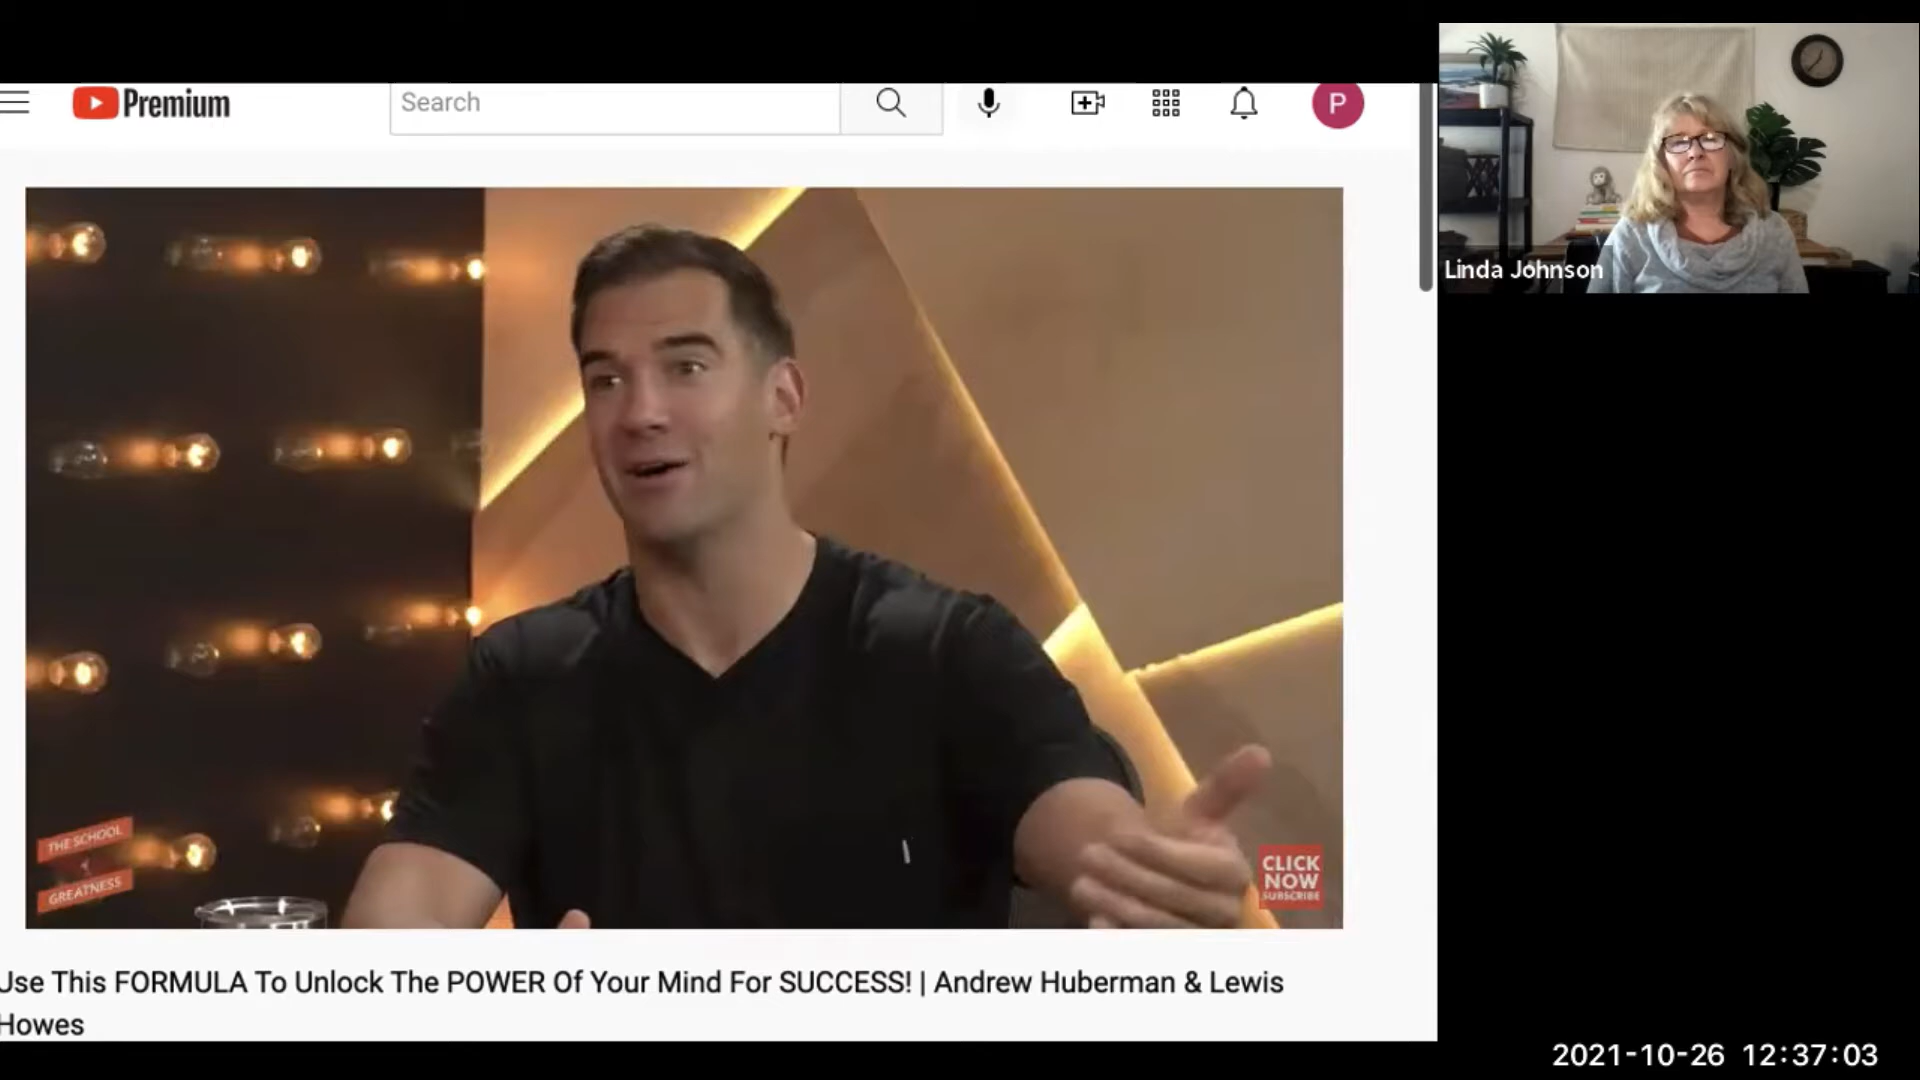 Premium
Search
P
Linda Johnson
THE SCHOOL
GREATNESS
CLICK
NOW
SUBSCRIBE
Use This FORMULA To Unlock The POWER Of Your Mind For SUCCESS! | Andrew Huberman & Lewis
Howes
2021-10-26 12:37:03